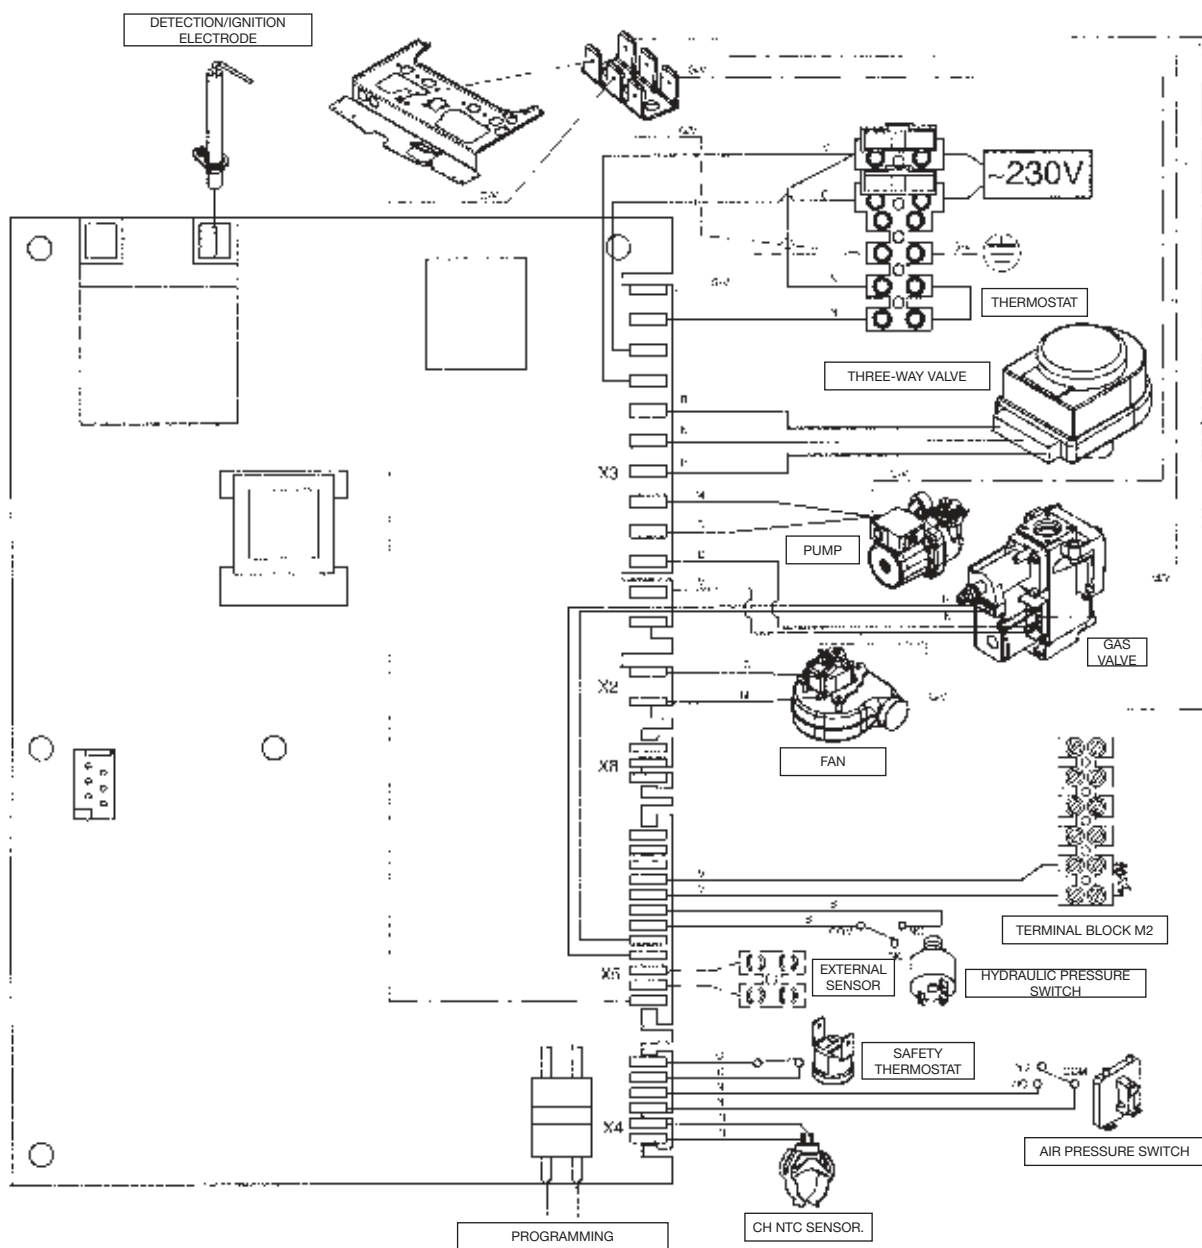 DETECTION/IGNITION
ELECTRODE
~230V
THERMOSTAT
THREE-WAY VALVE
X3
PUMP
GAS
VALVE
X2
FAN
TERMINAL BLOCK M2
EXTERNAL
SENSOR
HYDRAULIC PRESSURE
SWITCH
X5
SAFETY
THERMOSTAT
COM
X4
AIR PRESSURE SWITCH
CH NTC SENSOR.
PROGRAMMING